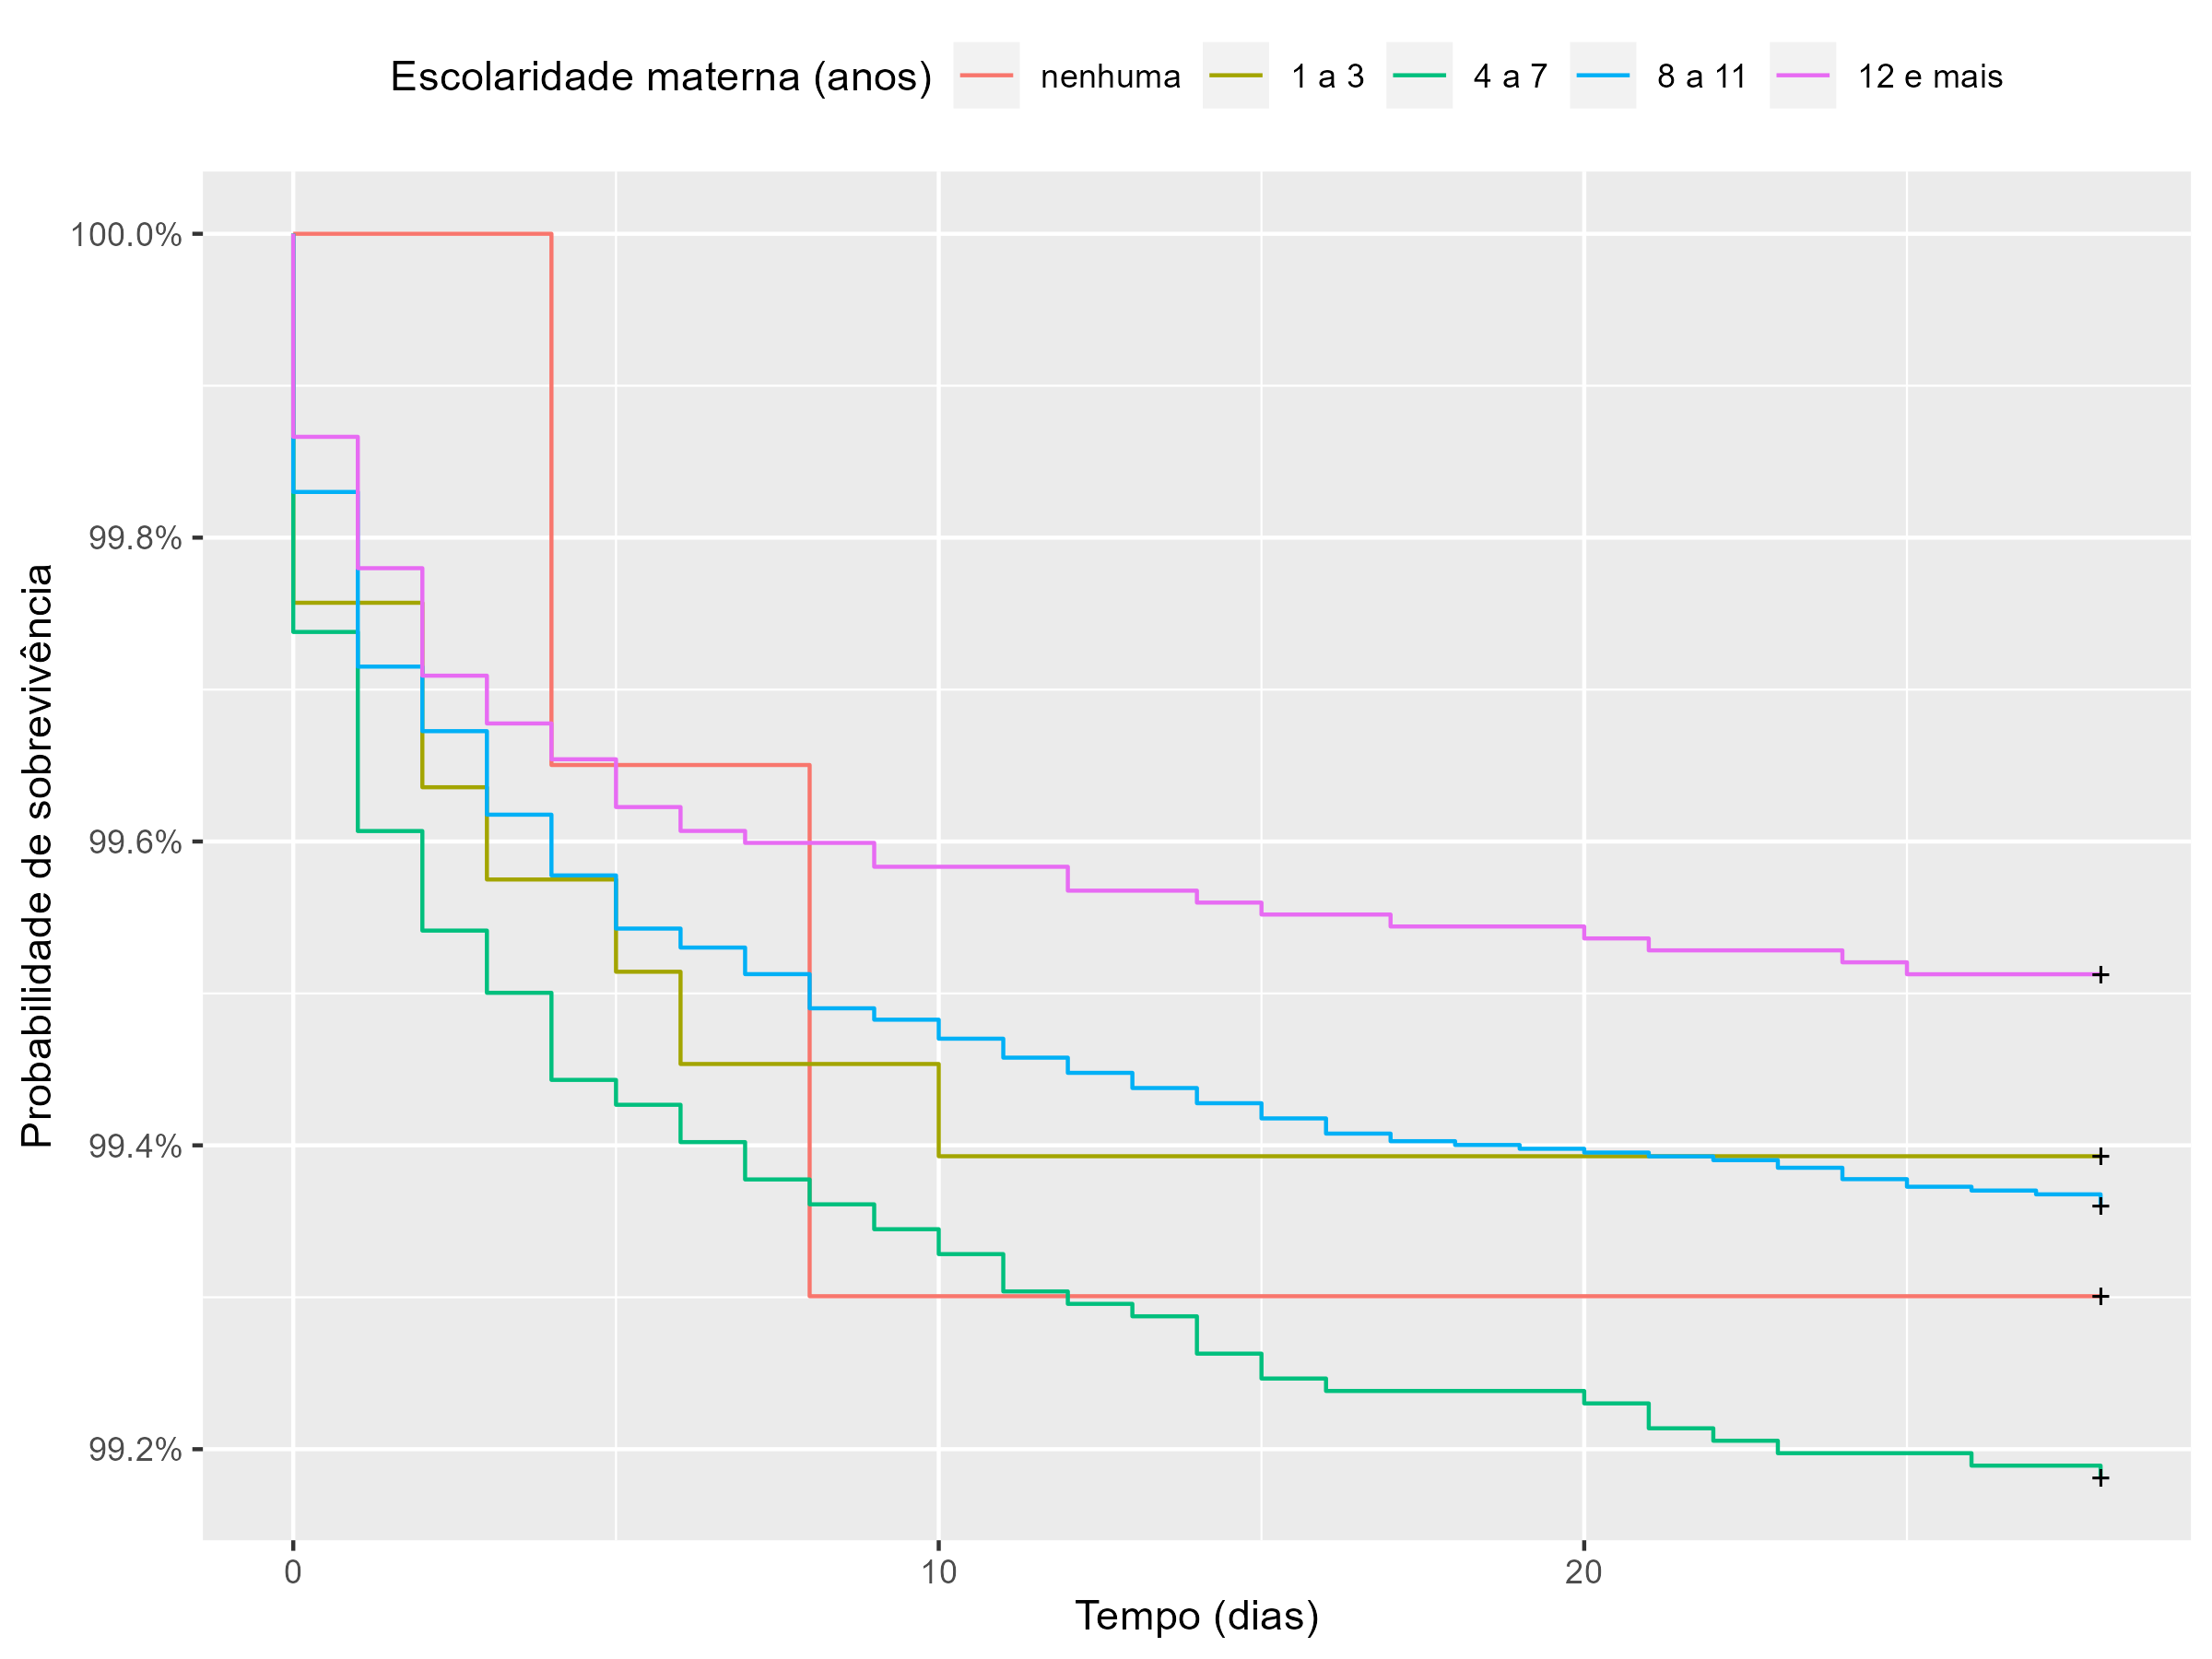 Escolaridade materna (anos) nenhuma 1 a 3 4 a 7 8 a 11 12 e mais
Probabilidade de sobrevivência
100.0%
99.8%
99.6%
99.4%
99.2%
0 10 20
Tempo (dias)